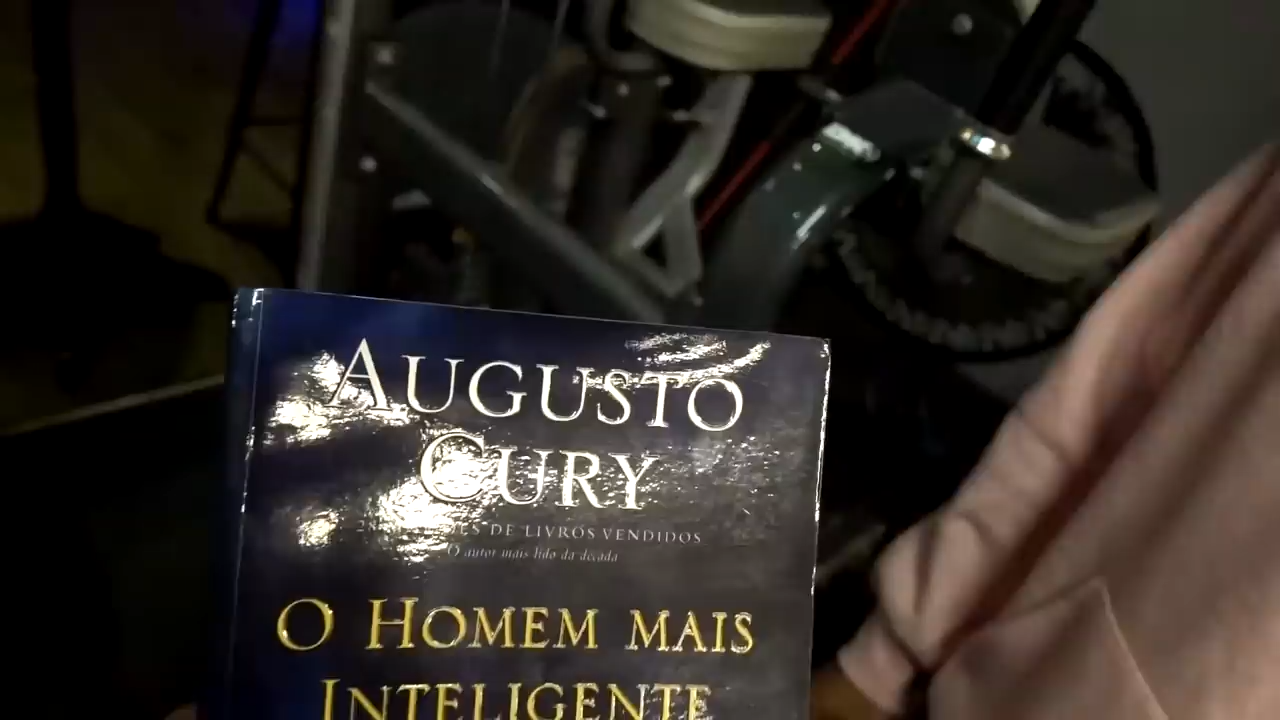 AUGUSTO
CURY
DE LIVROS VENDIDOS
O autor mais lido da década
O HOMEM MAIS
INTELIGENTE